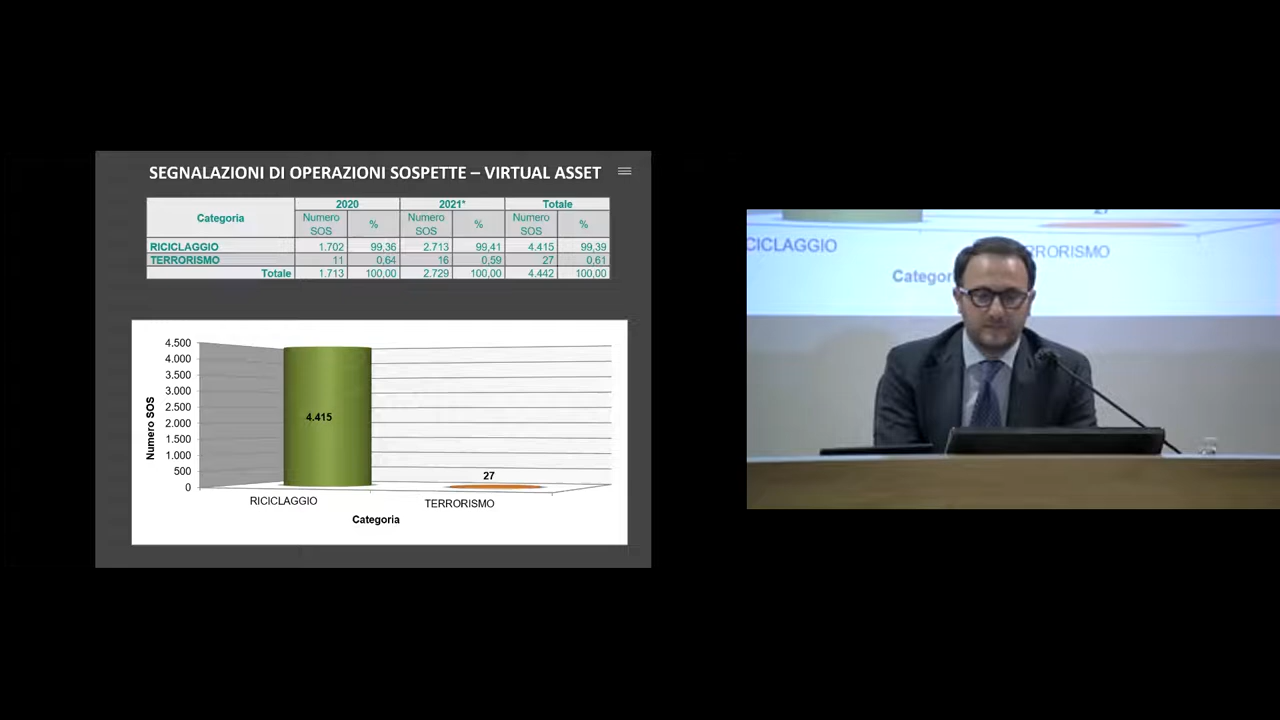 SEGNALAZIONI DI OPERAZIONI SOSPETTE – VIRTUAL ASSET
Categoria 2020 2021* Totale
Numero SOS % Numero SOS % Numero SOS %
RICICLAGGIO 1.702 99,36 2.713 99,41 4.415 99,39
TERRORISMO 11 0,64 16 0,59 27 0,61
Totale 1.713 100,00 2.729 100,00 4.442 100,00
4.500
4.000
3.500
3.000
2.500
2.000
1.500
1.000
500
0
Numero SOS
4.415
27
RICICLAGGIO TERRORISMO
Categoria
27
CICLAGGIO RRORISMO
Categor